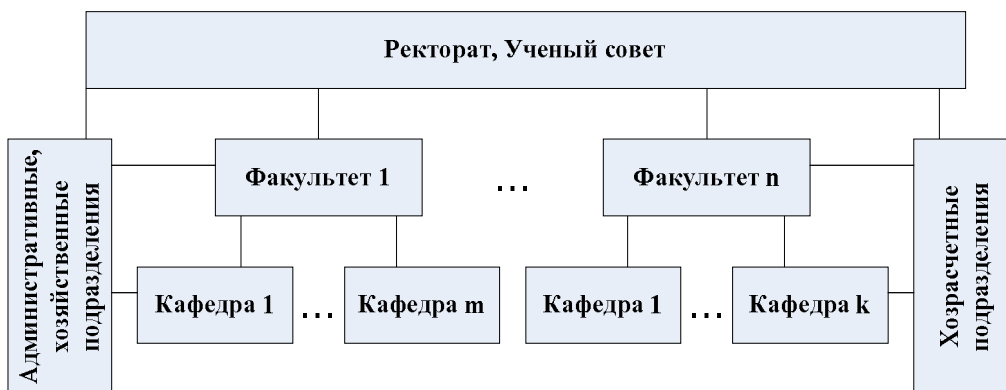 Ректорат, Ученый совет
Административные,
хозяйственные
подразделения
Факультет 1
...
Факультет n
Хозрасчетные
подразделения
Кафедра 1
...
Кафедра m
Кафедра 1
...
Кафедра k